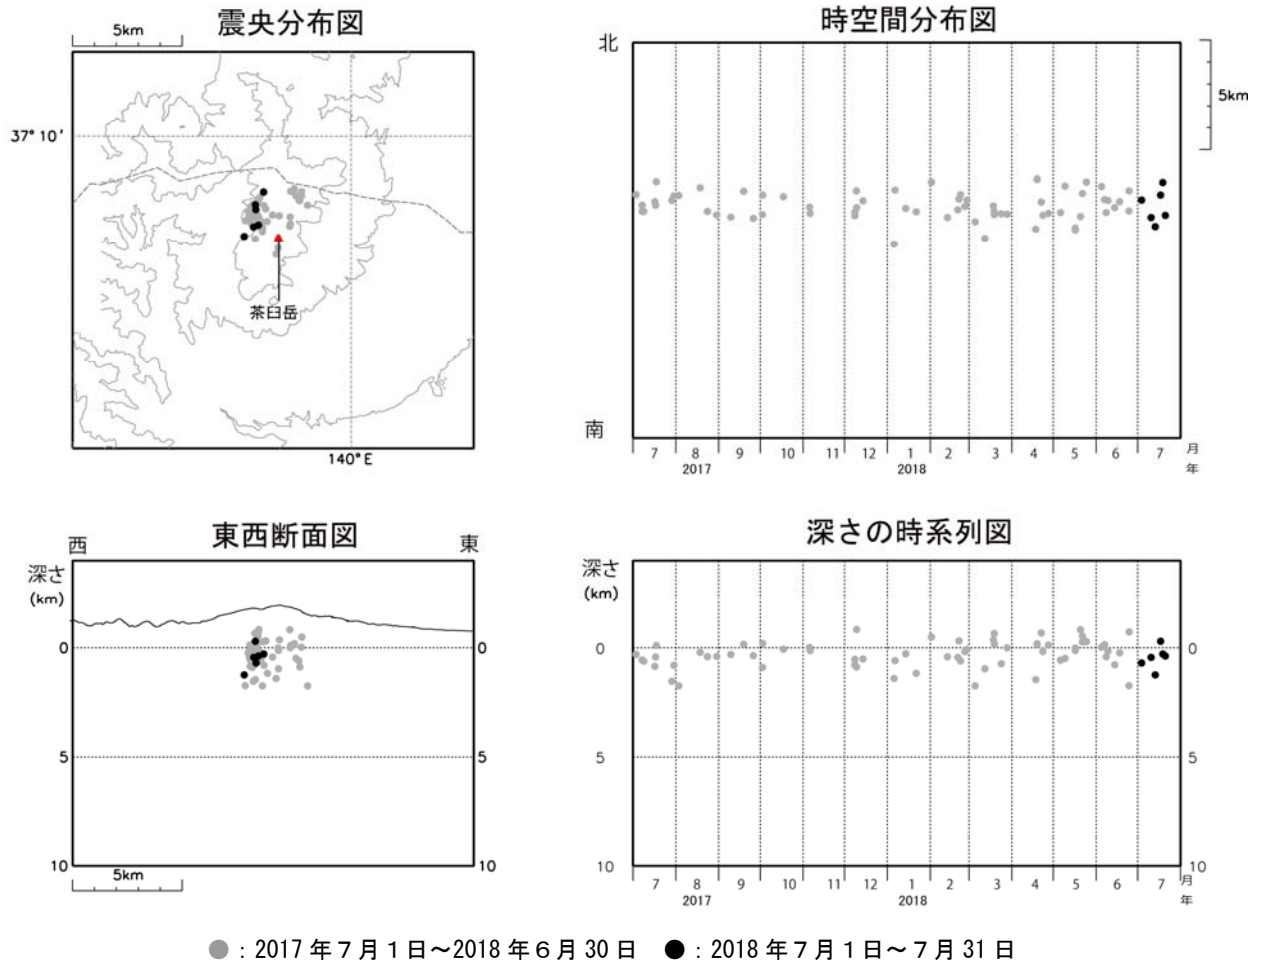 震央分布図
5km
37° 10′
茶臼岳
140°E
時空間分布図
北
5km
南
7 8 9 10 11 12 1 2 3 4 5 6 7 月
2017 2018 年
東西断面図
西 東
深さ
(km)
0 0
5 5
10 10
5km
深さの時系列図
深さ
(km)
0 0
5 5
10 10
7 8 9 10 11 12 1 2 3 4 5 6 7 月
2017 2018 年
●：2017 年７月１日～2018 年６月 30 日 ●：2018 年７月１日～７月 31 日